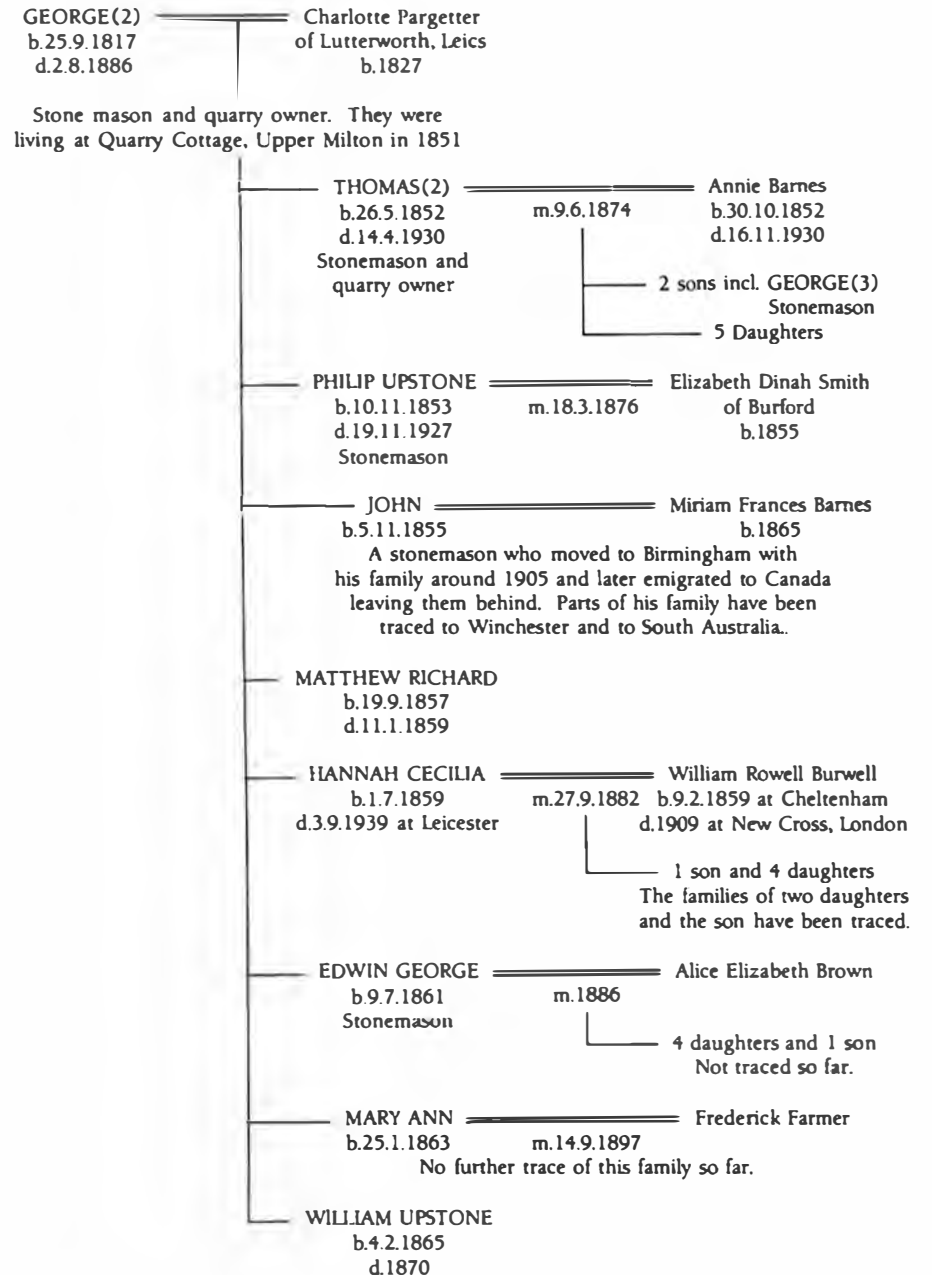 GEORGE(2) Charlotte Pargetter
b.25.9.1817 of Lutterworth, Leics
d.2.8.1886 b.1827
Stone mason and quarry owner. They were
living at Quarry Cottage, Upper Milton in 1851
THOMAS(2) Annie Barnes
b.26.5.1852 m.9.6.1874 b.30.10.1852
d.14.4.1930 d.16.11.1930
Stonemason and
quarry owner
2 sons incl. GEORGE(3)
Stonemason
5 Daughters
PHILIP UPSTONE Elizabeth Dinah Smith
b.10.11.1853 m.18.3.1876 of Burford
d.19.11.1927 b.1855
Stonemason
JOHN Miriam Frances Barnes
b.5.11.1855 b.1865
A stonemason who moved to Birmingham with
his family around 1905 and later emigrated to Canada
leaving them behind. Parts of his family have been
traced to Winchester and to South Australia..
MATTHEW RICHARD
b.19.9.1857
d.11.1.1859
HANNAH CECILIA William Rowell Burwell
b.1.7.1859 m.27.9.1882 b.9.2.1859 at Cheltenham
d.3.9.1939 at Leicester d.1909 at New Cross, London
1 son and 4 daughters
The families of two daughters
and the son have been traced.
EDWIN GEORGE Alice Elizabeth Brown
b.9.7.1861 m.1886
Stonemason
4 daughters and 1 son
Not traced so far.
MARY ANN Frederick Farmer
b.25.1.1863 m.14.9.1897
No further trace of this family so far.
WILLIAM UPSTONE
b.4.2.1865
d.1870